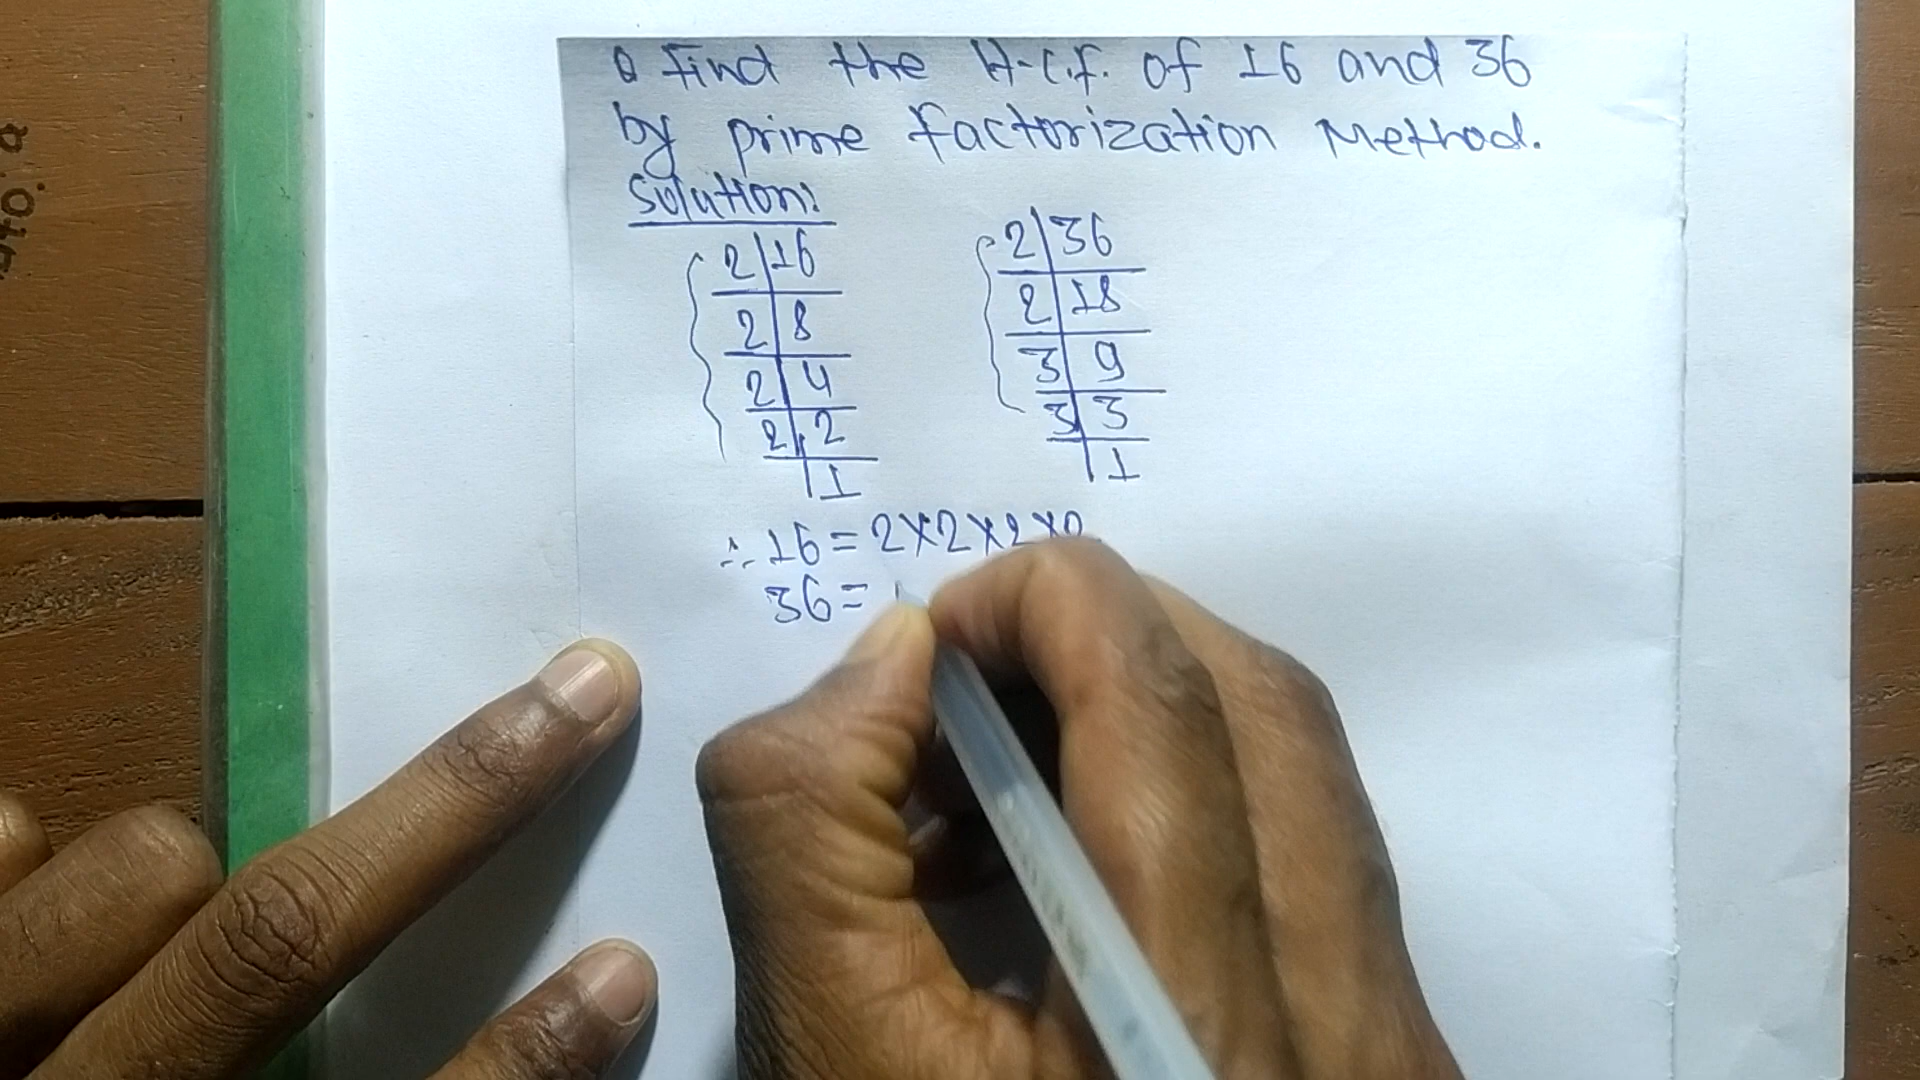 Q Find the H.C.F. of 16 and 36
by prime factorization Method.
Solution:
2|16
2|8
2|4
2|2
|1
2|36
2|18
3|9
3|3
|1
∴ 16 = 2×2×2×2
36 =